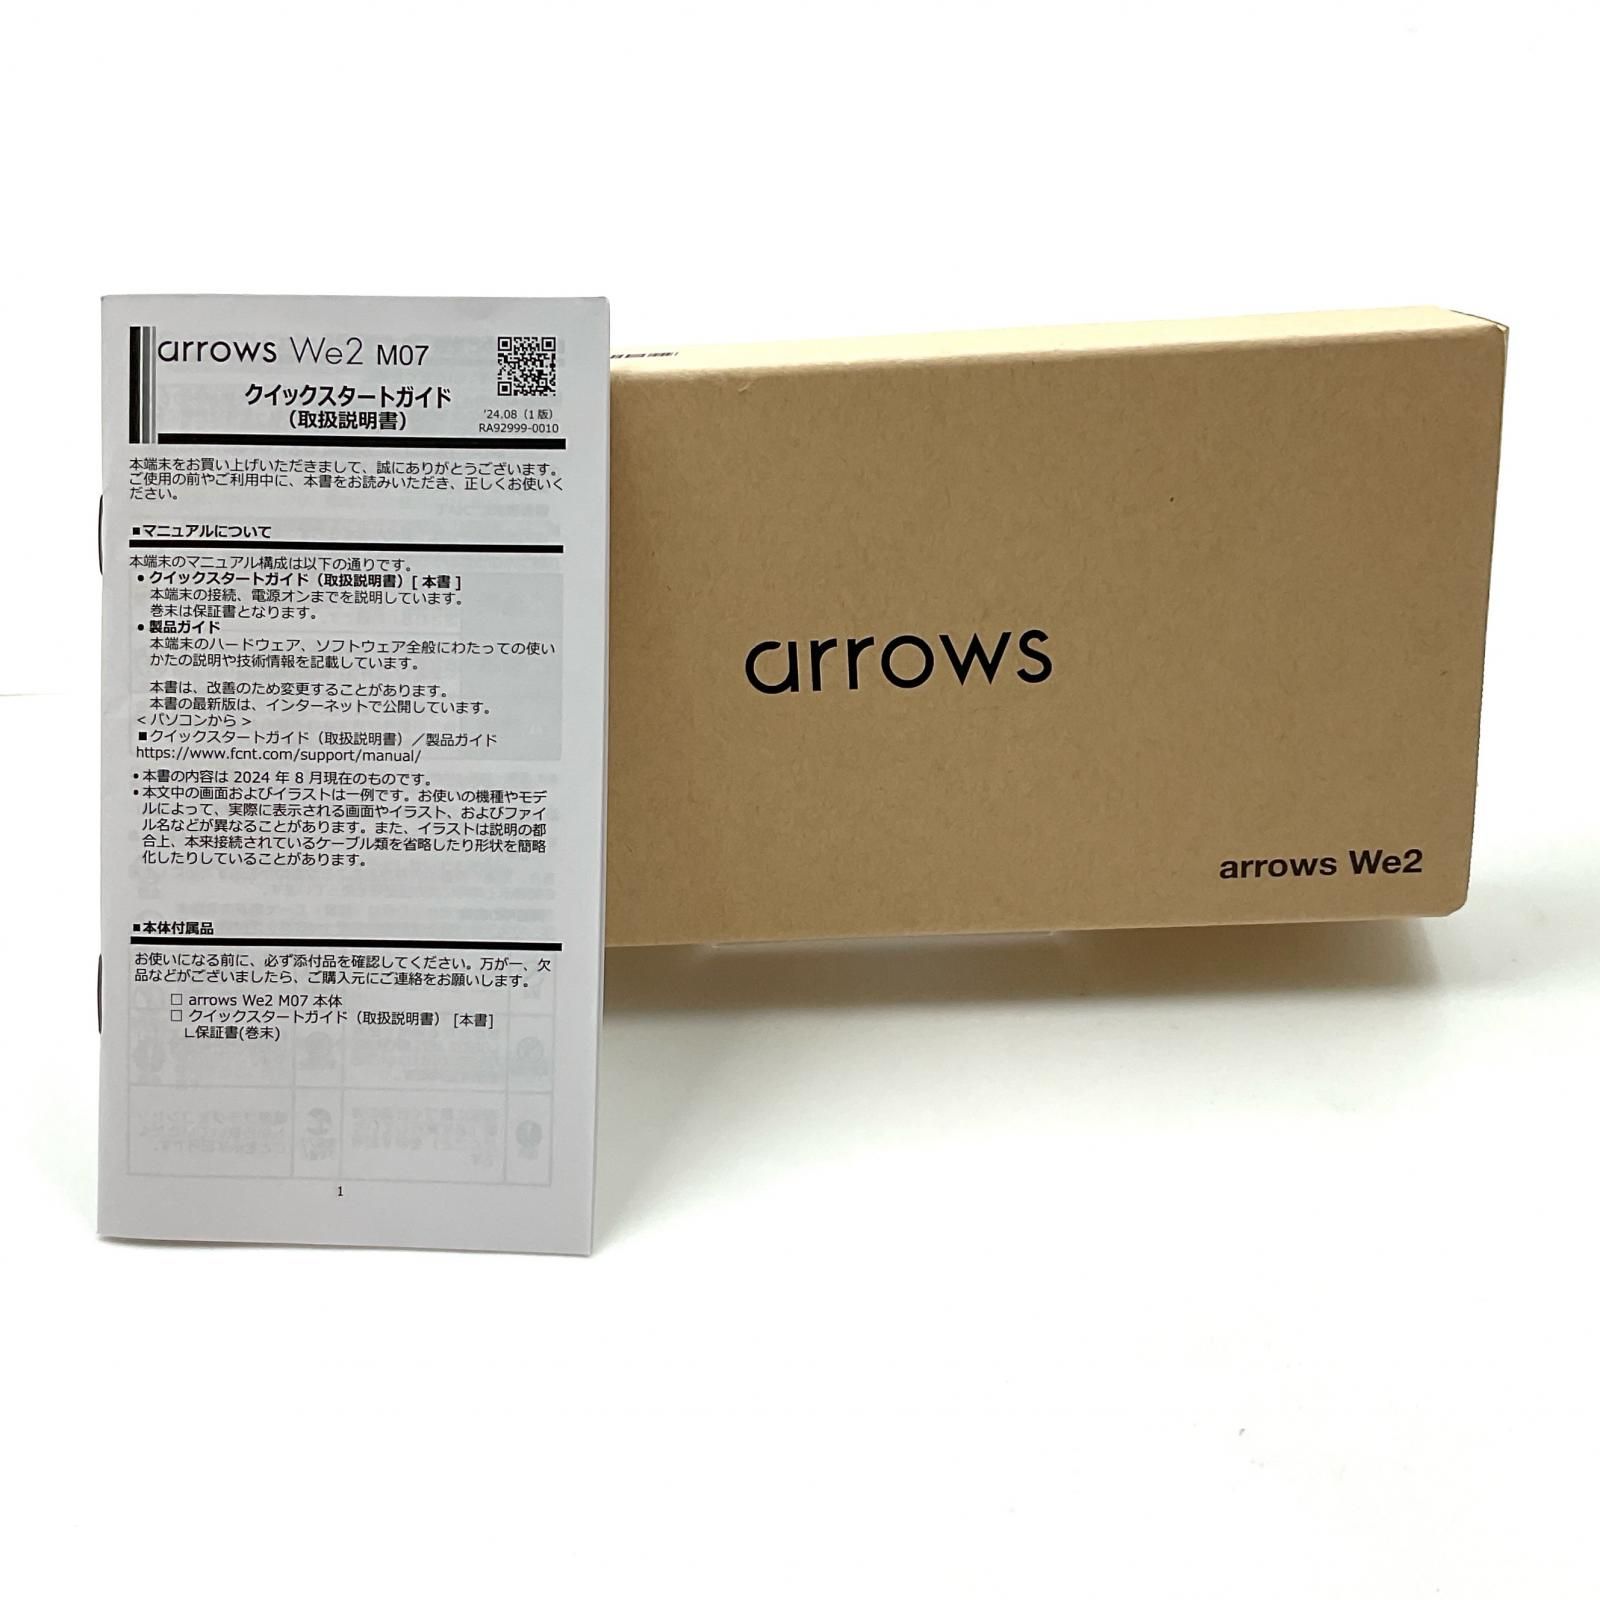 arrows We2 M07
クイックスタートガイド
（取扱説明書）
'24.08（1版）
RA92999-0010
本端末をお買い上げいただきまして、誠にありがとうございます。
ご使用の前やご利用中に、本書をお読みいただき、正しくお使いく
ださい。
■マニュアルについて
本端末のマニュアル構成は以下の通りです。
• クイックスタートガイド（取扱説明書）[ 本書 ]
本端末の接続、電源オンまでを説明しています。
巻末は保証書となります。
• 製品ガイド
本端末のハードウェア、ソフトウェア全般にわたっての使い
かたの説明や技術情報を記載しています。
本書は、改善のため変更することがあります。
本書の最新版は、インターネットで公開しています。
< パソコンから >
■クイックスタートガイド（取扱説明書）／製品ガイド
https://www.fcnt.com/support/manual/
• 本書の内容は 2024 年 8 月現在のものです。
• 本文中の画面およびイラストは一例です。お使いの機種やモデ
ルによって、実際に表示される画面やイラスト、およびファイ
ル名などが異なることがあります。また、イラストは説明の都
合上、本来接続されているケーブル類を省略したり形状を簡略
化したりしていることがあります。
■本体付属品
お使いになる前に、必ず添付品を確認してください。万が一、欠
品などがございましたら、ご購入元にご連絡をお願いします。
□ arrows We2 M07 本体
□ クイックスタートガイド（取扱説明書） [本書]
∟保証書(巻末)
1
arrows
arrows We2